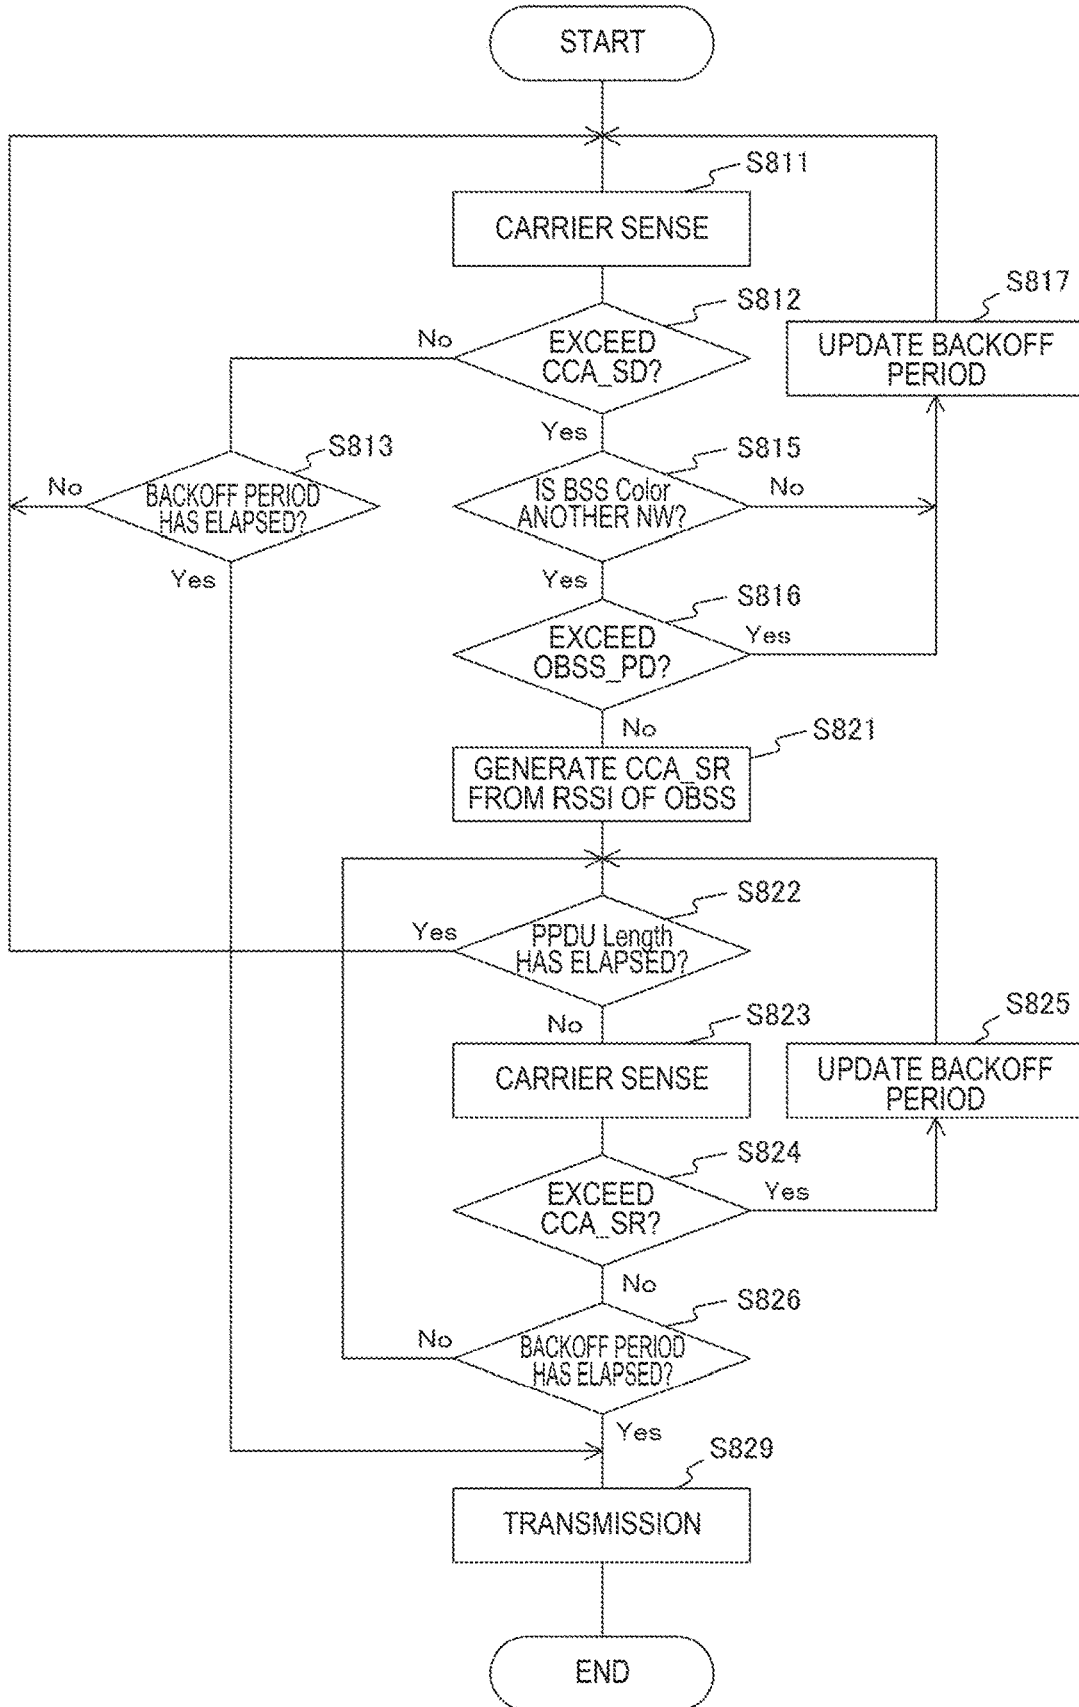 START
S811
CARRIER SENSE
S812
EXCEED
CCA_SD?
No
Yes
S817
UPDATE BACKOFF
PERIOD
S813
BACKOFF PERIOD
HAS ELAPSED?
No
Yes
S815
IS BSS Color
ANOTHER NW?
No
Yes
S816
EXCEED
OBSS_PD?
Yes
No
S821
GENERATE CCA_SR
FROM RSSI OF OBSS
S822
PPDU Length
HAS ELAPSED?
Yes
No
S823
CARRIER SENSE
S825
UPDATE BACKOFF
PERIOD
S824
EXCEED
CCA_SR?
Yes
No
S826
BACKOFF PERIOD
HAS ELAPSED?
No
Yes
S829
TRANSMISSION
END